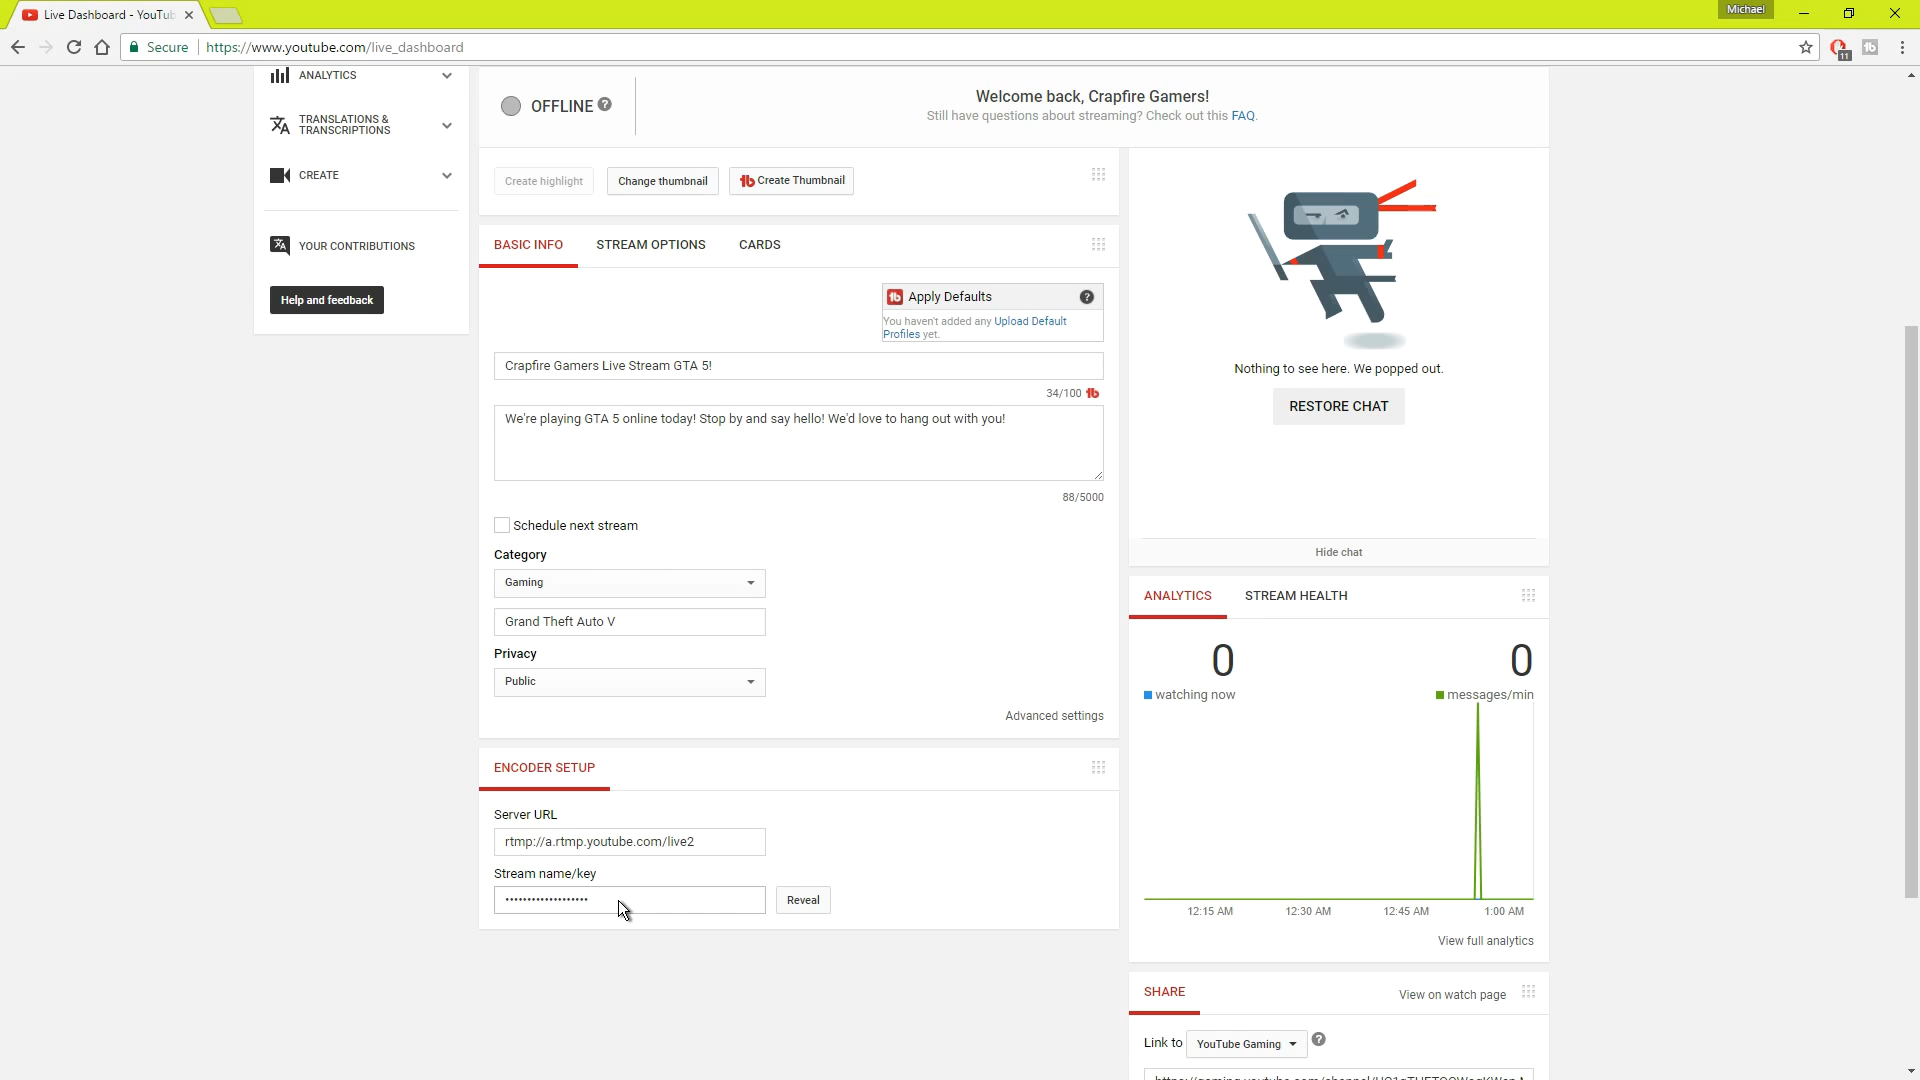 Live Dashboard - YouTub
Michael
Secure
https://www.youtube.com/live_dashboard
11
ANALYTICS
TRANSLATIONS &
TRANSCRIPTIONS
CREATE
YOUR CONTRIBUTIONS
Help and feedback
OFFLINE ?
Welcome back, Crapfire Gamers!
Still have questions about streaming? Check out this FAQ.
Create highlight
Change thumbnail
tb Create Thumbnail
BASIC INFO
STREAM OPTIONS
CARDS
tb Apply Defaults ?
You haven't added any Upload Default
Profiles yet.
Crapfire Gamers Live Stream GTA 5!
34/100 tb
We're playing GTA 5 online today! Stop by and say hello! We'd love to hang out with you!
88/5000
Schedule next stream
Category
Gaming
Grand Theft Auto V
Privacy
Public
Advanced settings
ENCODER SETUP
Server URL
rtmp://a.rtmp.youtube.com/live2
Stream name/key
•••••••••••••••••••
Reveal
Nothing to see here. We popped out.
RESTORE CHAT
Hide chat
ANALYTICS
STREAM HEALTH
0
0
watching now
messages/min
12:15 AM
12:30 AM
12:45 AM
1:00 AM
View full analytics
SHARE
View on watch page
Link to
YouTube Gaming
?